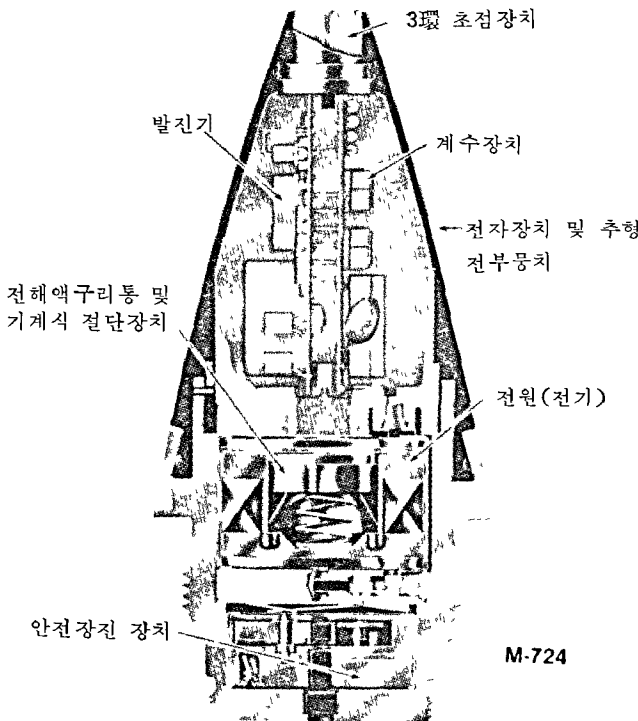 3環 초점장치
발진기
계수장치
전자장치 및 추형
전부뭉치
전해액구리통 및
기계식 절단장치
전원(전기)
안전장진 장치
M-724